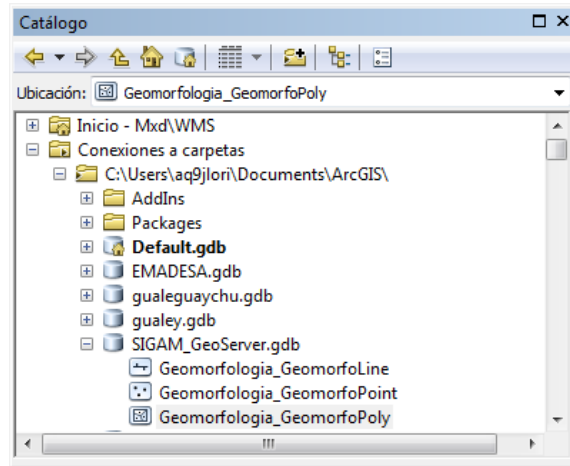 Catálogo
Ubicación: Geomorfologia_GeomorfoPoly
Inicio - Mxd\WMS
Conexiones a carpetas
C:\Users\aq9jlori\Documents\ArcGIS\
AddIns
Packages
Default.gdb
EMADESA.gdb
gualeguaychu.gdb
gualey.gdb
SIGAM_GeoServer.gdb
Geomorfologia_GeomorfoLine
Geomorfologia_GeomorfoPoint
Geomorfologia_GeomorfoPoly